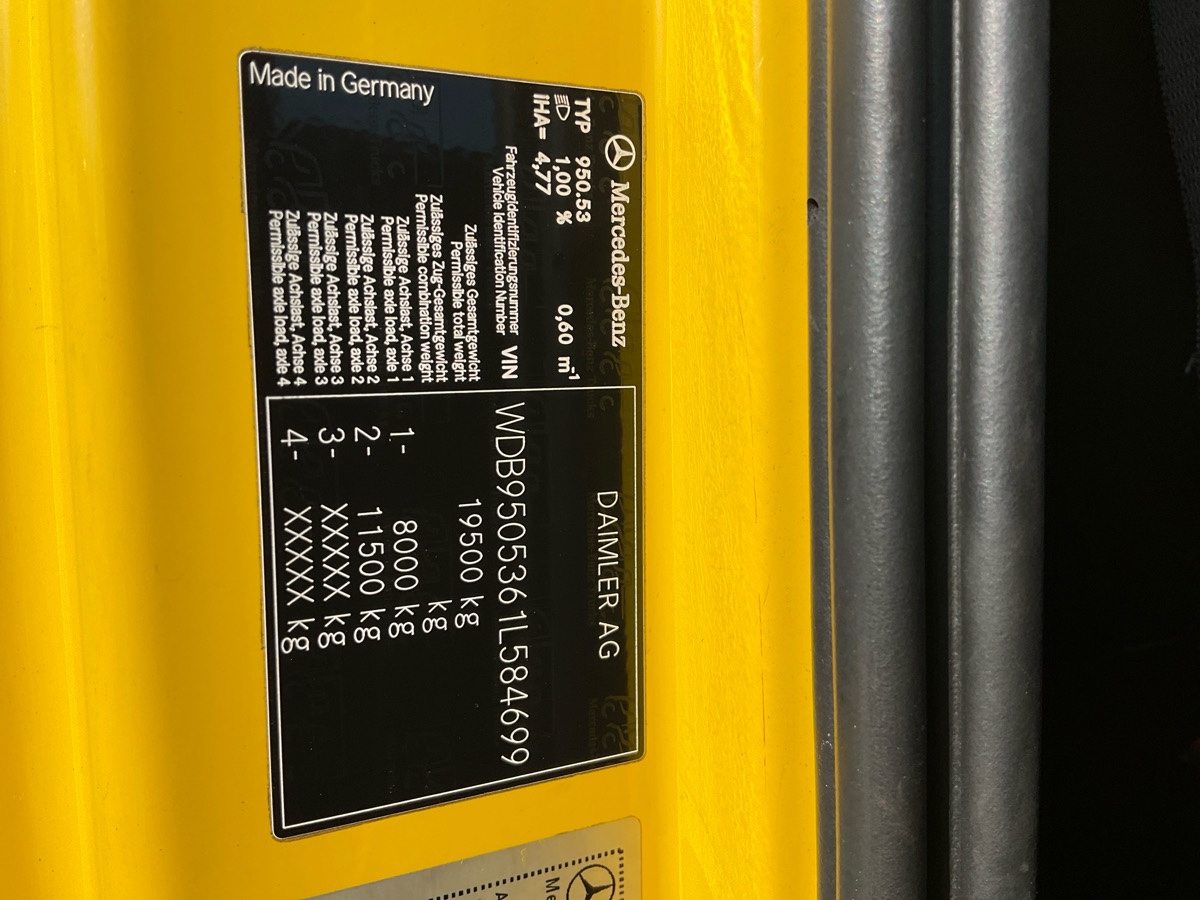 Mercedes-Benz
DAIMLER AG
TYP 950.53
1,00 % 0,60 m-1
IHA= 4,77
Fahrzeugidentifizierungsnummer
Vehicle Identification Number VIN WDB9505361L584699
Zulässiges Gesamtgewicht
Permissible total weight 19500 kg
Zulässiges Zug-Gesamtgewicht
Permissible combination weight kg
Zulässige Achslast, Achse 1
Permissible axle load, axle 1 1- 8000 kg
Zulässige Achslast, Achse 2
Permissible axle load, axle 2 2- 11500 kg
Zulässige Achslast, Achse 3
Permissible axle load, axle 3 3- XXXXX kg
Zulässige Achslast, Achse 4
Permissible axle load, axle 4 4- XXXXX kg
Made in Germany